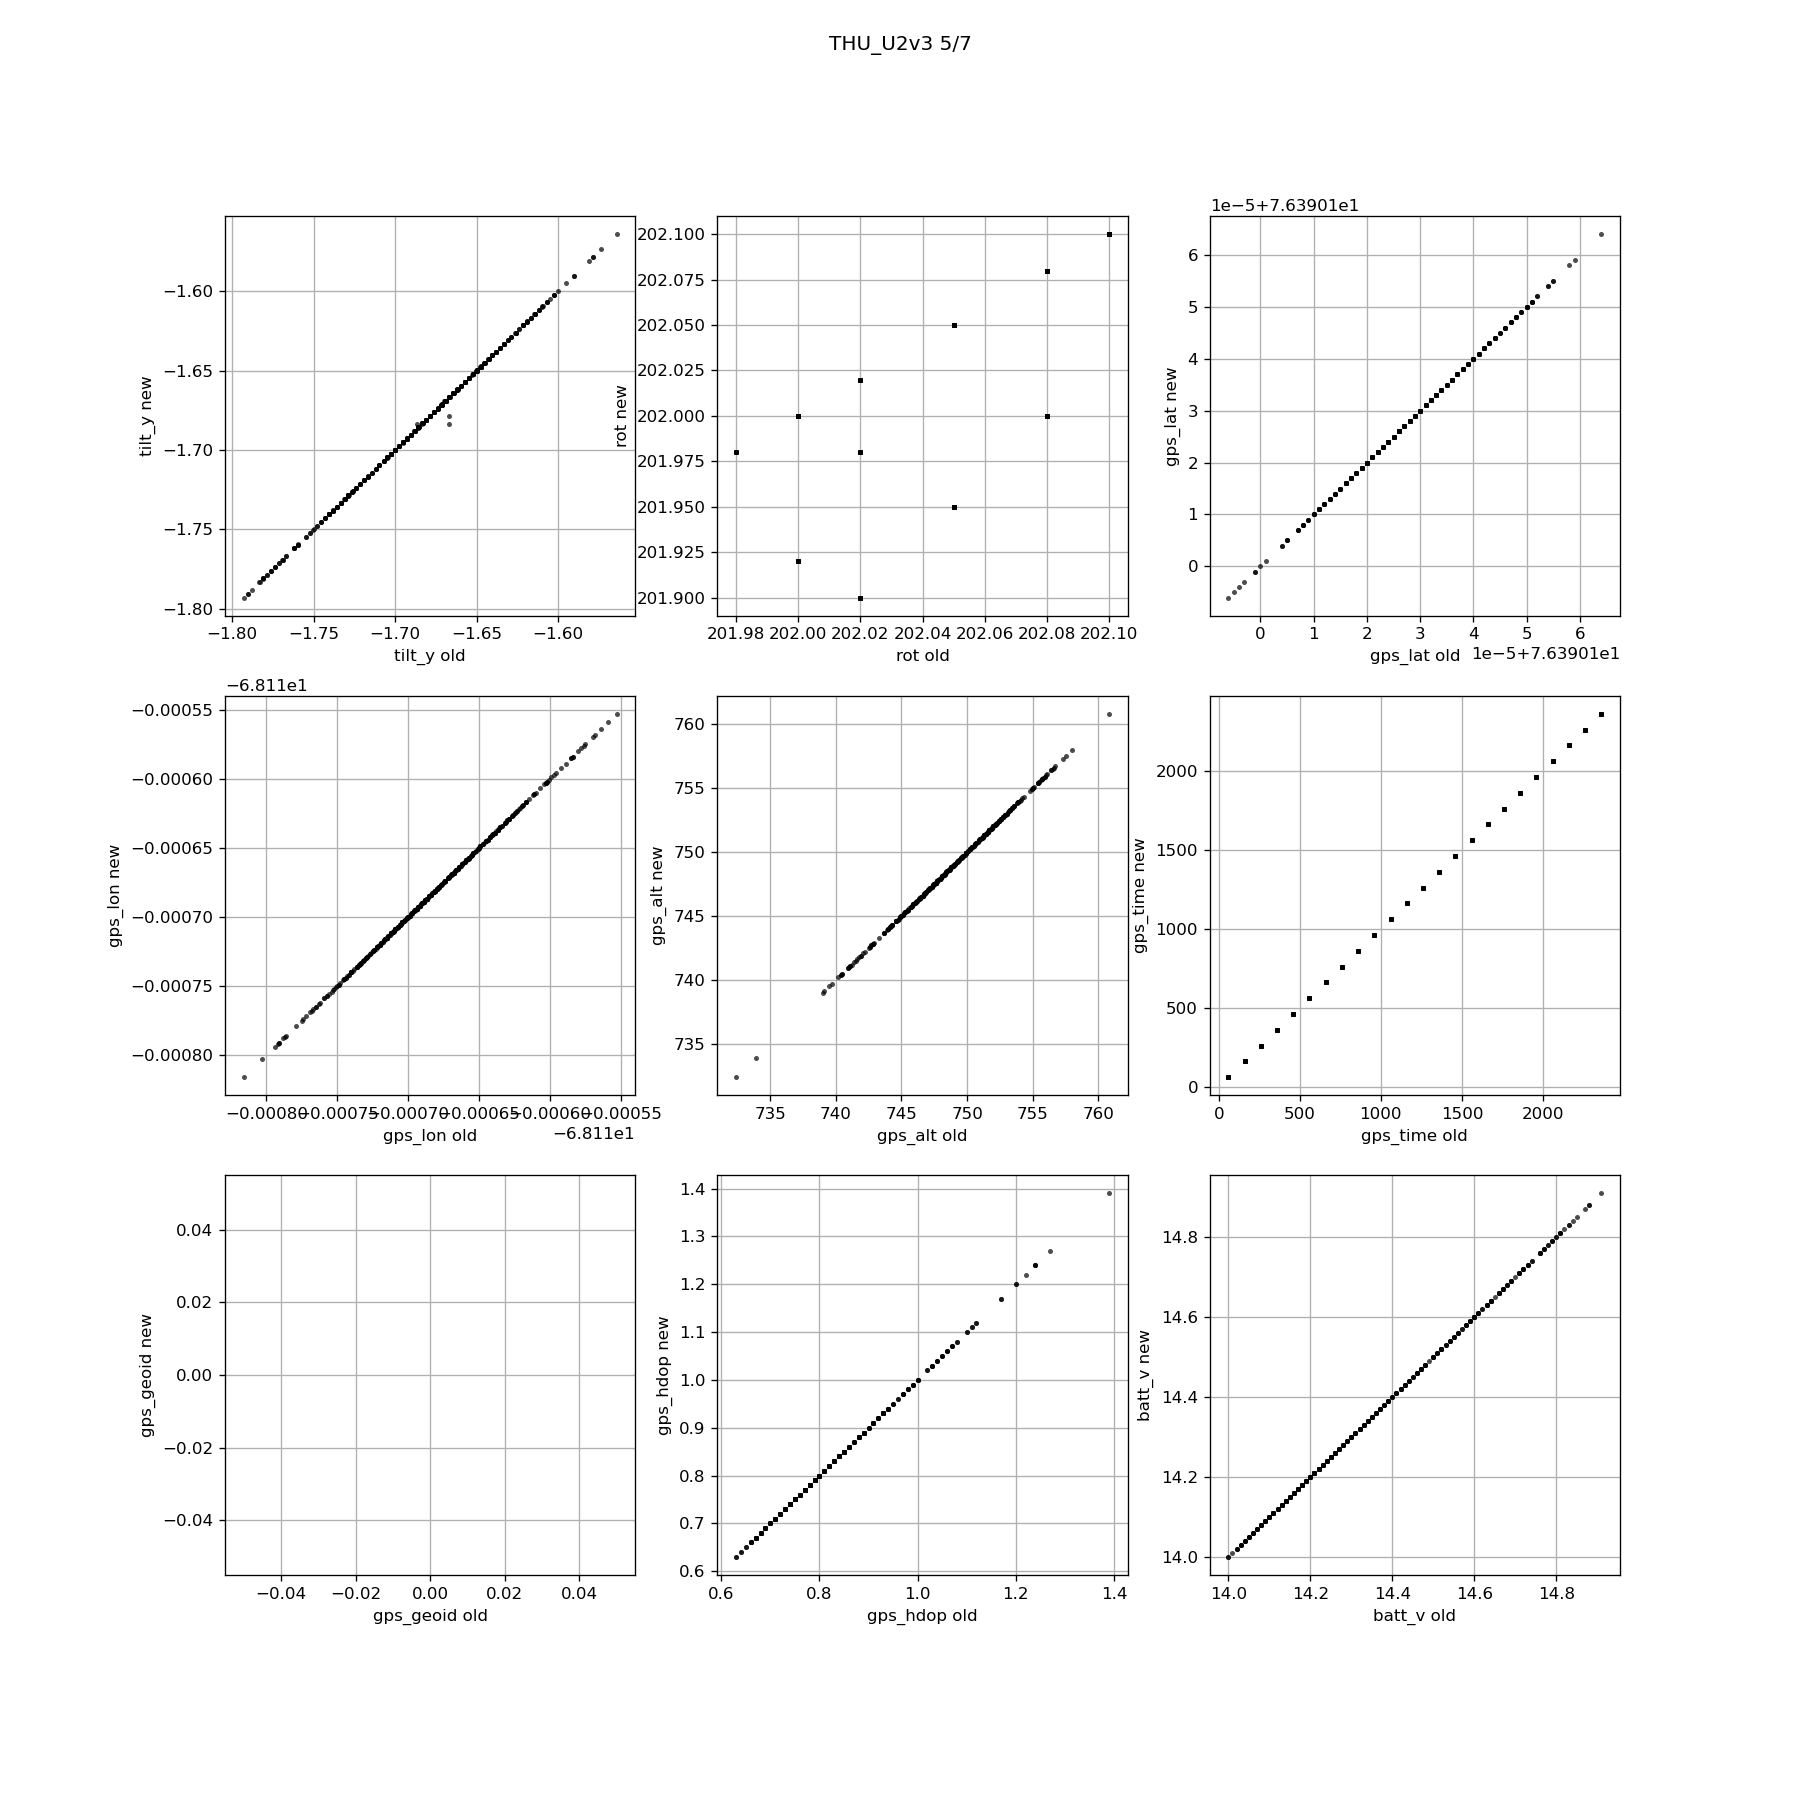 THU_U2v3 5/7
tilt_y new
−1.60
−1.65
−1.70
−1.75
−1.80
−1.80 −1.75 −1.70 −1.65 −1.60
tilt_y old
rot new
202.100
202.075
202.050
202.025
202.000
201.975
201.950
201.925
201.900
201.98 202.00 202.02 202.04 202.06 202.08 202.10
rot old
1e−5+7.63901e1
gps_lat new
6
5
4
3
2
1
0
0 1 2 3 4 5 6
gps_lat old 1e−5+7.63901e1
−6.811e1
gps_lon new
−0.00055
−0.00060
−0.00065
−0.00070
−0.00075
−0.00080
−0.00080 −0.00075 −0.00070 −0.00065 −0.00060 −0.00055
gps_lon old −6.811e1
gps_alt new
760
755
750
745
740
735
735 740 745 750 755 760
gps_alt old
gps_time new
2000
1500
1000
500
0
0 500 1000 1500 2000
gps_time old
gps_geoid new
0.04
0.02
0.00
−0.02
−0.04
−0.04 −0.02 0.00 0.02 0.04
gps_geoid old
gps_hdop new
1.4
1.3
1.2
1.1
1.0
0.9
0.8
0.7
0.6
0.6 0.8 1.0 1.2 1.4
gps_hdop old
batt_v new
14.8
14.6
14.4
14.2
14.0
14.0 14.2 14.4 14.6 14.8
batt_v old